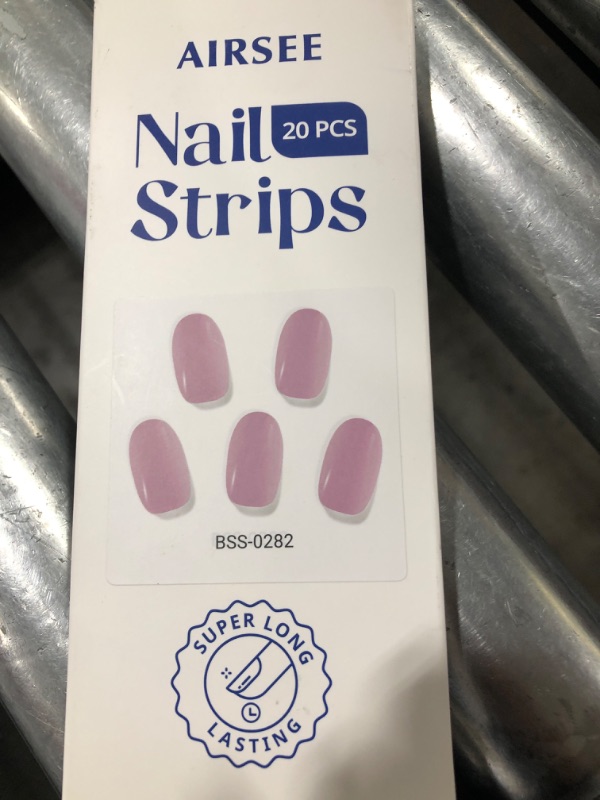 AIRSEE
Nail 20 PCS
Strips
BSS-0282
SUPER LONG
LASTING